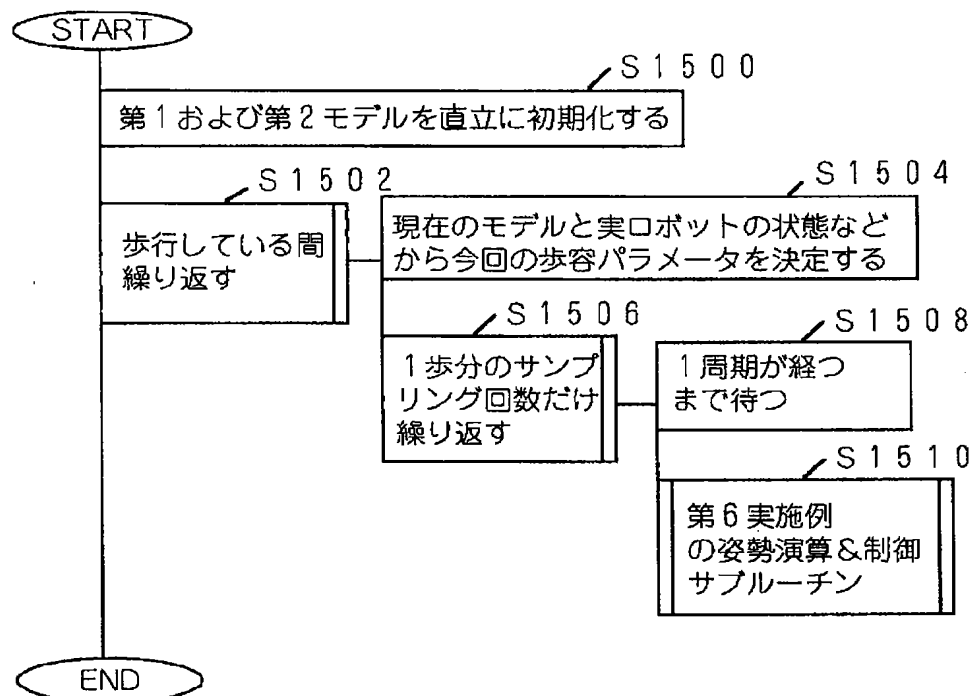 START
S1500
第1および第2モデルを直立に初期化する
S1502
歩行している間
繰り返す
S1504
現在のモデルと実ロボットの状態など
から今回の歩容パラメータを決定する
S1506
1歩分のサンプ
リング回数だけ
繰り返す
S1508
1周期が経つ
まで待つ
S1510
第6実施例
の姿勢演算&制御
サブルーチン
END